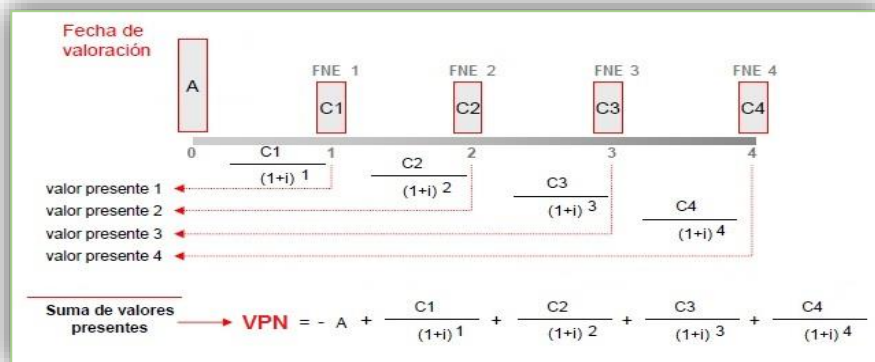 Fecha de
valoración
FNE 1 FNE 2 FNE 3 FNE 4
A C1 C2 C3 C4
0 1 2 3 4
C1
(1+i) 1
C2
(1+i) 2
C3
(1+i) 3
C4
(1+i) 4
valor presente 1
valor presente 2
valor presente 3
valor presente 4
Suma de valores
presentes
VPN = - A + C1 + C2 + C3 + C4
(1+i) 1 (1+i) 2 (1+i) 3 (1+i) 4